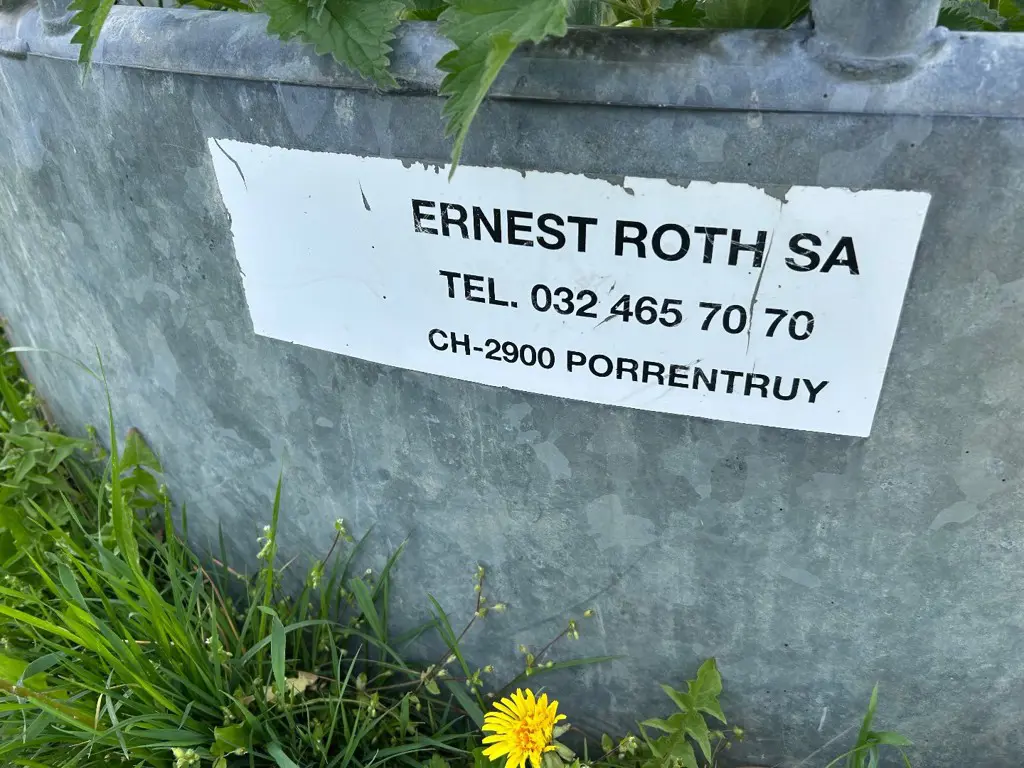 ERNEST ROTH SA
TEL. 032 465 70 70
CH-2900 PORRENTRUY